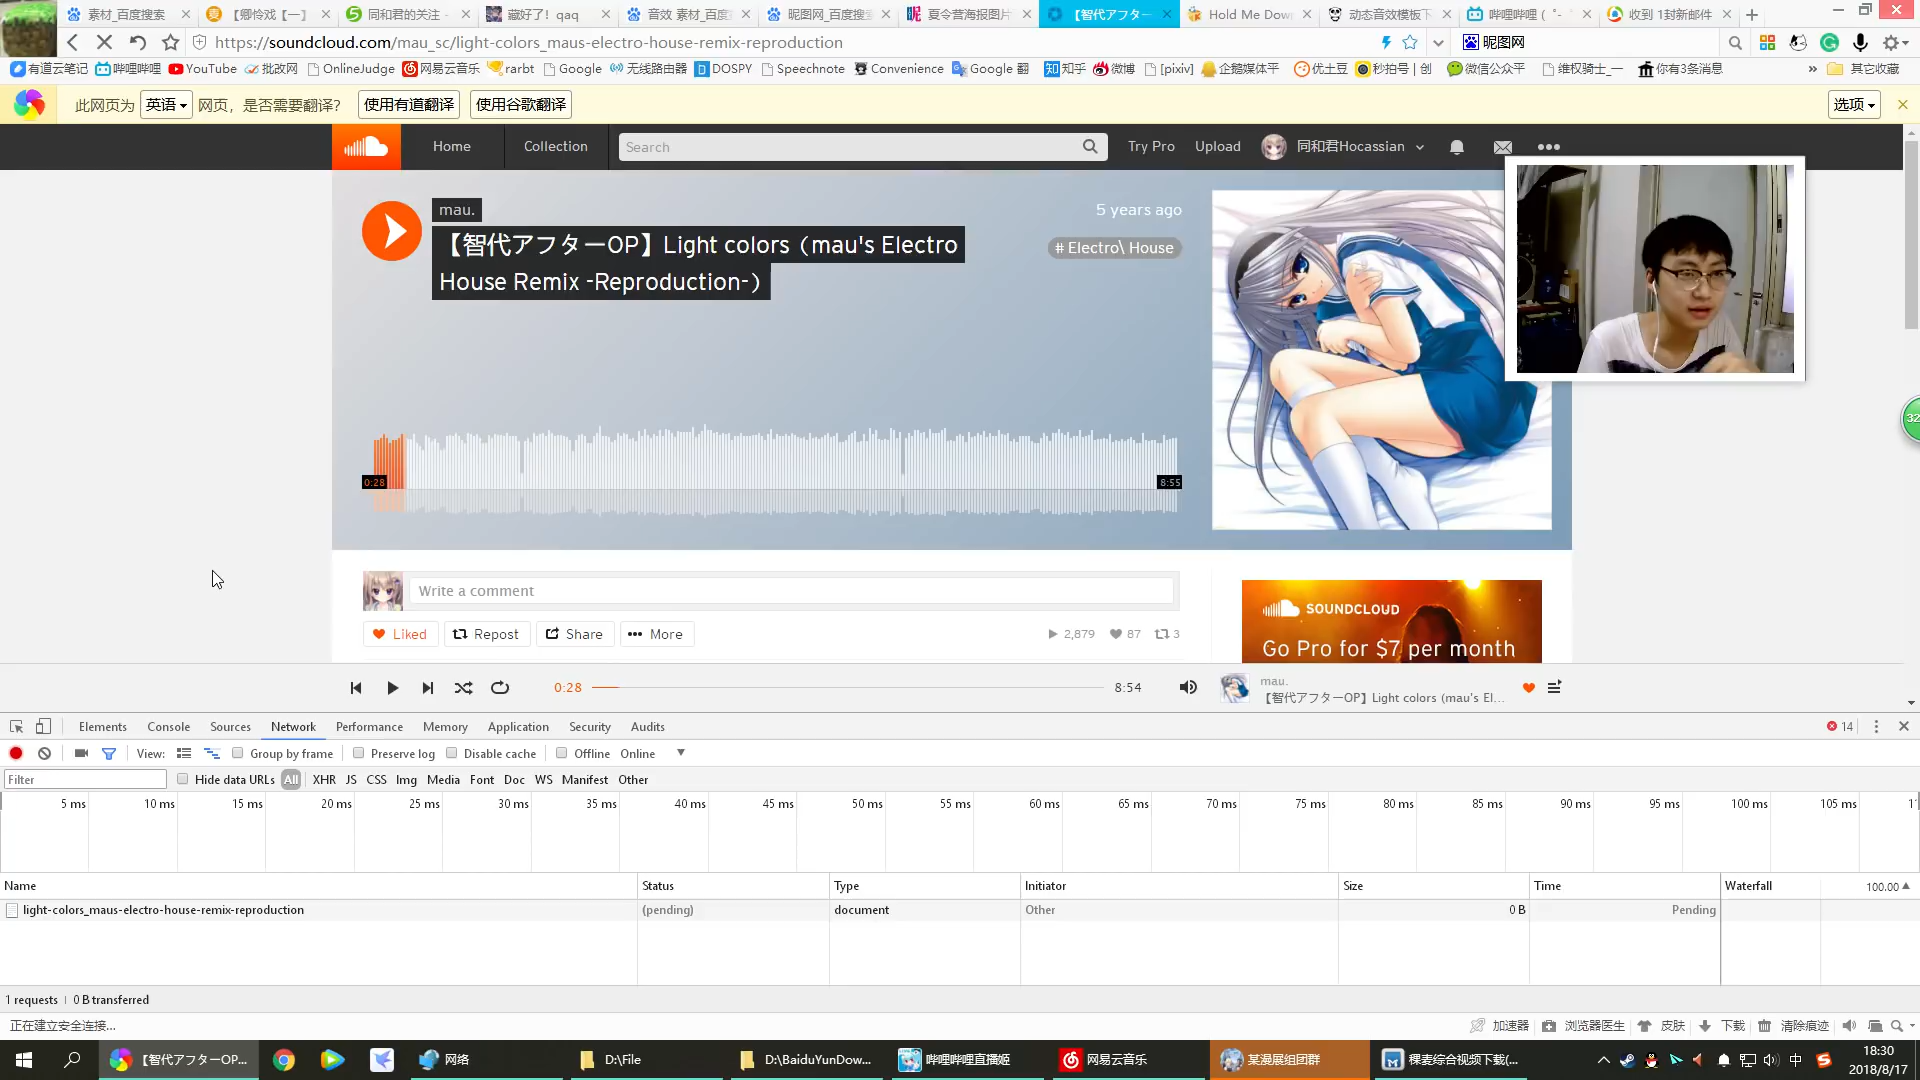 素材_百度搜索
【卿怜戏【一】
同和君的关注 -
藏好了！qaq
音效 素材_百度
昵图网_百度搜
夏令营海报图片
【智代アフター
Hold Me Dow
动态音效模板下
哔哩哔哩 ( ゜- ゜
收到 1封新邮件
https://soundcloud.com/mau_sc/light-colors_maus-electro-house-remix-reproduction
昵图网
有道云笔记
哔哩哔哩
YouTube
批改网
OnlineJudge
网易云音乐
rarbt
Google
无线路由器
DOSPY
Speechnote
Convenience
Google 翻
知乎
微博
[pixiv]
企鹅媒体平
优土豆
秒拍号 | 创
微信公众平
维权骑士_一
你有3条消息
»
其它收藏
此网页为 英语 网页，是否需要翻译？ 使用有道翻译 使用谷歌翻译
选项
Home
Collection
Search
Try Pro
Upload
同和君Hocassian
mau.
5 years ago
【智代アフターOP】Light colors（mau's Electro
House Remix -Reproduction-）
# Electro\ House
0:28
8:55
Write a comment
Liked
Repost
Share
More
2,879
87
3
SOUNDCLOUD
Go Pro for $7 per month
0:28
8:54
mau.
【智代アフターOP】Light colors (mau's El...
32
Elements
Console
Sources
Network
Performance
Memory
Application
Security
Audits
14
View:
Group by frame
Preserve log
Disable cache
Offline
Online
Filter
Hide data URLs
All
XHR
JS
CSS
Img
Media
Font
Doc
WS
Manifest
Other
5 ms
10 ms
15 ms
20 ms
25 ms
30 ms
35 ms
40 ms
45 ms
50 ms
55 ms
60 ms
65 ms
70 ms
75 ms
80 ms
85 ms
90 ms
95 ms
100 ms
105 ms
Name
Status
Type
Initiator
Size
Time
Waterfall
100.00
light-colors_maus-electro-house-remix-reproduction
(pending)
document
Other
0 B
Pending
1 requests | 0 B transferred
正在建立安全连接...
加速器
浏览器医生
皮肤
下载
清除痕迹
【智代アフターOP...
网络
D:\File
D:\BaiduYunDow...
哔哩哔哩直播姬
网易云音乐
某漫展组团群
稞麦综合视频下载(...
中
18:30
2018/8/17